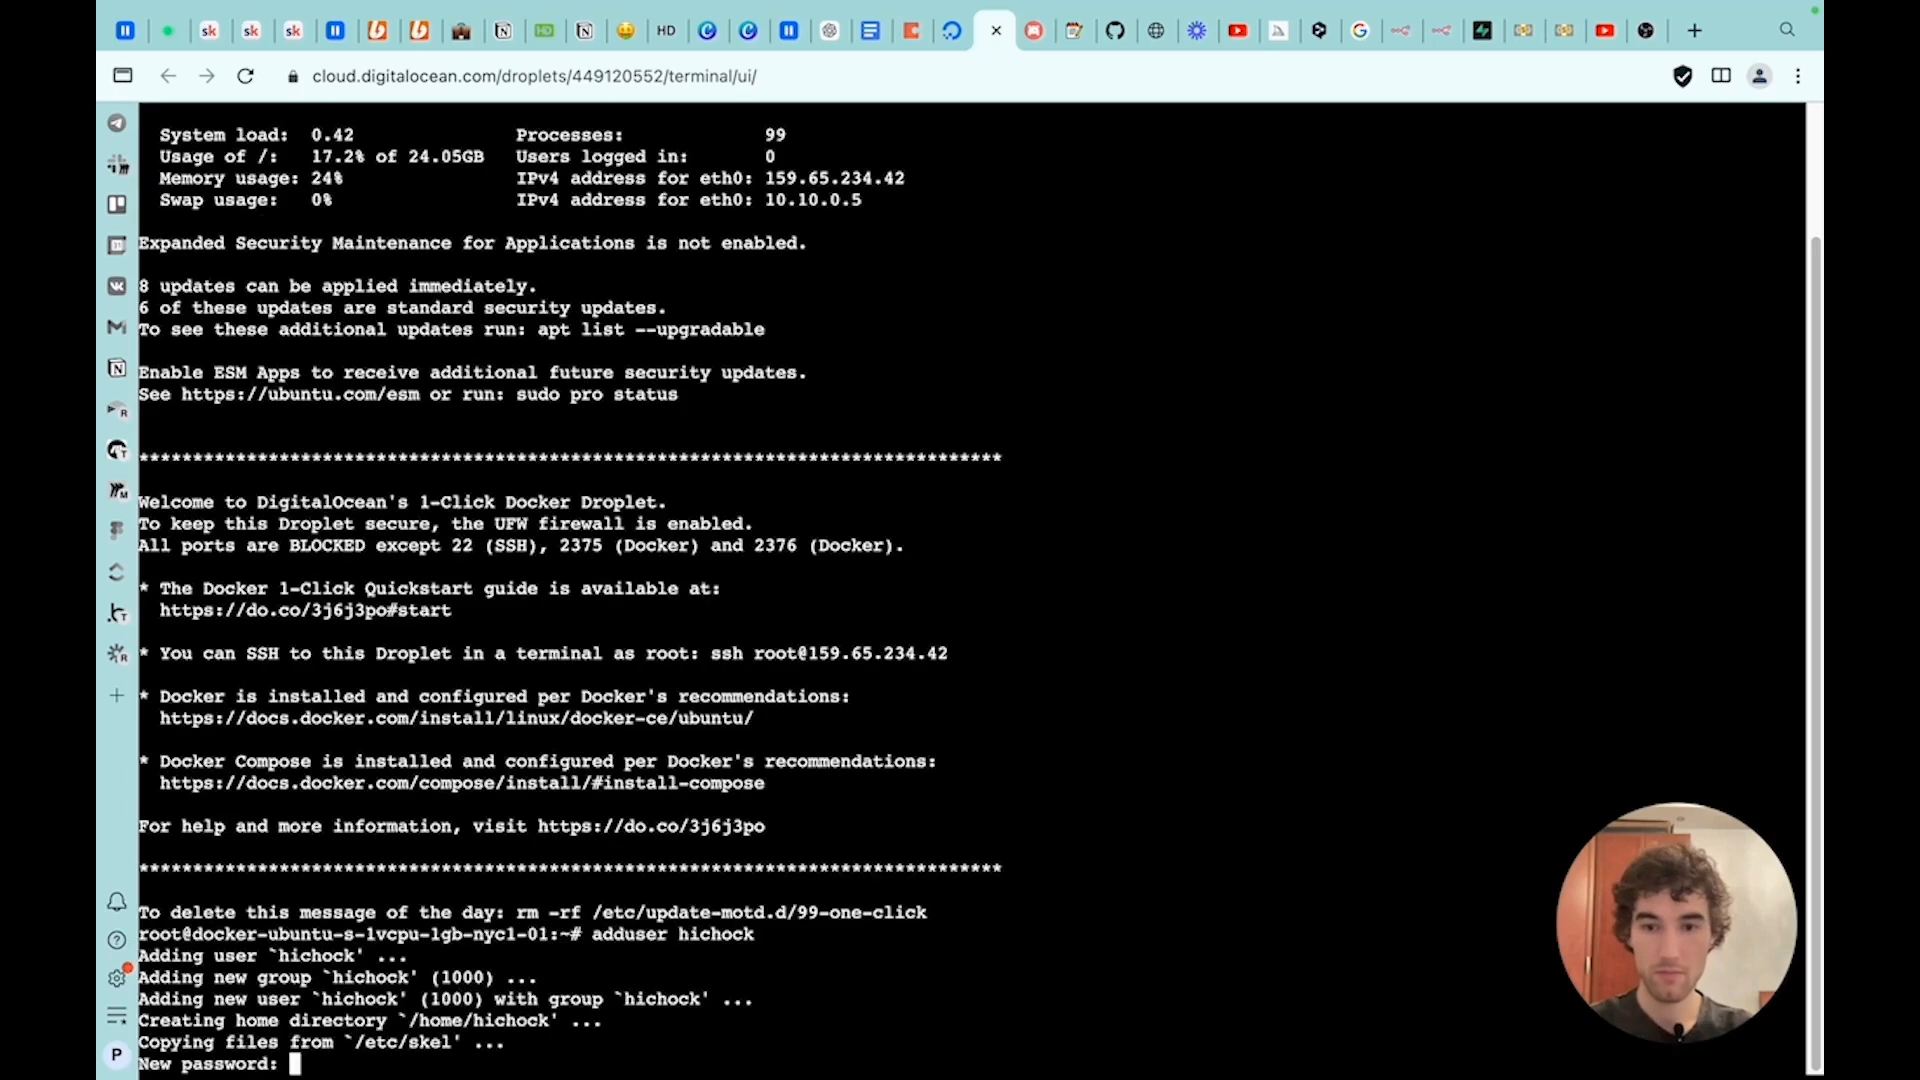 sk
sk
sk
HD
HD
cloud.digitalocean.com/droplets/449120552/terminal/ui/
System load: 0.42 Processes: 99
Usage of /: 17.2% of 24.05GB Users logged in: 0
Memory usage: 24% IPv4 address for eth0: 159.65.234.42
Swap usage: 0% IPv4 address for eth0: 10.10.0.5
Expanded Security Maintenance for Applications is not enabled.
8 updates can be applied immediately.
6 of these updates are standard security updates.
To see these additional updates run: apt list --upgradable
Enable ESM Apps to receive additional future security updates.
See https://ubuntu.com/esm or run: sudo pro status
********************************************************************************
Welcome to DigitalOcean's 1-Click Docker Droplet.
To keep this Droplet secure, the UFW firewall is enabled.
All ports are BLOCKED except 22 (SSH), 2375 (Docker) and 2376 (Docker).
* The Docker 1-Click Quickstart guide is available at:
https://do.co/3j6j3po#start
* You can SSH to this Droplet in a terminal as root: ssh root@159.65.234.42
* Docker is installed and configured per Docker's recommendations:
https://docs.docker.com/install/linux/docker-ce/ubuntu/
* Docker Compose is installed and configured per Docker's recommendations:
https://docs.docker.com/compose/install/#install-compose
For help and more information, visit https://do.co/3j6j3po
********************************************************************************
To delete this message of the day: rm -rf /etc/update-motd.d/99-one-click
root@docker-ubuntu-s-1vcpu-1gb-nyc1-01:~# adduser hichock
Adding user `hichock' ...
Adding new group `hichock' (1000) ...
Adding new user `hichock' (1000) with group `hichock' ...
Creating home directory `/home/hichock' ...
Copying files from `/etc/skel' ...
New password:
P